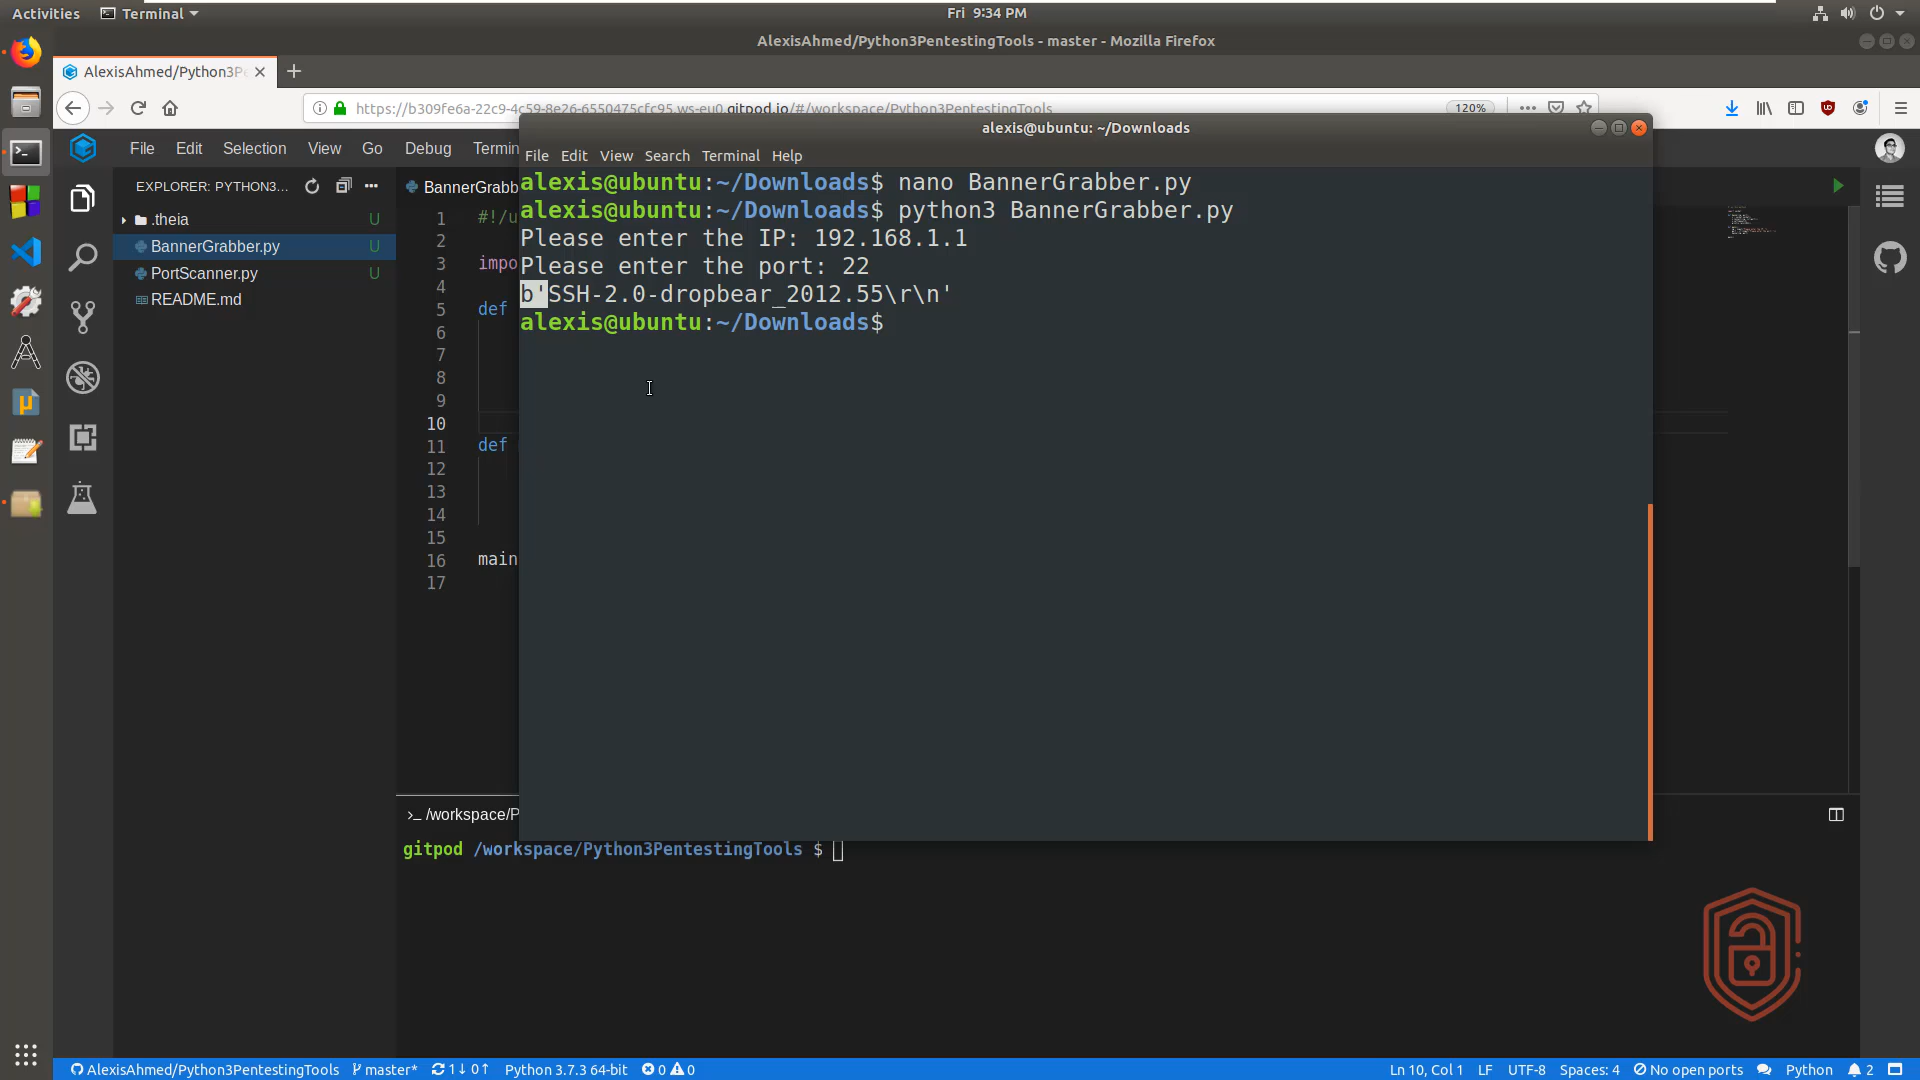 Activities Terminal Fri 9:34 PM
AlexisAhmed/Python3PentestingTools - master - Mozilla Firefox
AlexisAhmed/Python3Pe
https://b309fe6a-22c9-4c59-8e26-6550475cfc95.ws-eu0.gitpod.io/#/workspace/Python3PentestingTools 120%
File Edit Selection View Go Debug Termin
EXPLORER: PYTHON3...
.theia U
BannerGrabber.py U
PortScanner.py U
README.md
BannerGrabb
1 #!/u
2
3 impo
4
5 def
6
7
8
9
10
11 def
12
13
14
15
16 main
17
alexis@ubuntu: ~/Downloads
File Edit View Search Terminal Help
alexis@ubuntu:~/Downloads$ nano BannerGrabber.py
alexis@ubuntu:~/Downloads$ python3 BannerGrabber.py
Please enter the IP: 192.168.1.1
Please enter the port: 22
b'SSH-2.0-dropbear_2012.55\r\n'
alexis@ubuntu:~/Downloads$
>_ /workspace/P
gitpod /workspace/Python3PentestingTools $
AlexisAhmed/Python3PentestingTools master* 1↓ 0↑ Python 3.7.3 64-bit 0 0 Ln 10, Col 1 LF UTF-8 Spaces: 4 No open ports Python 2